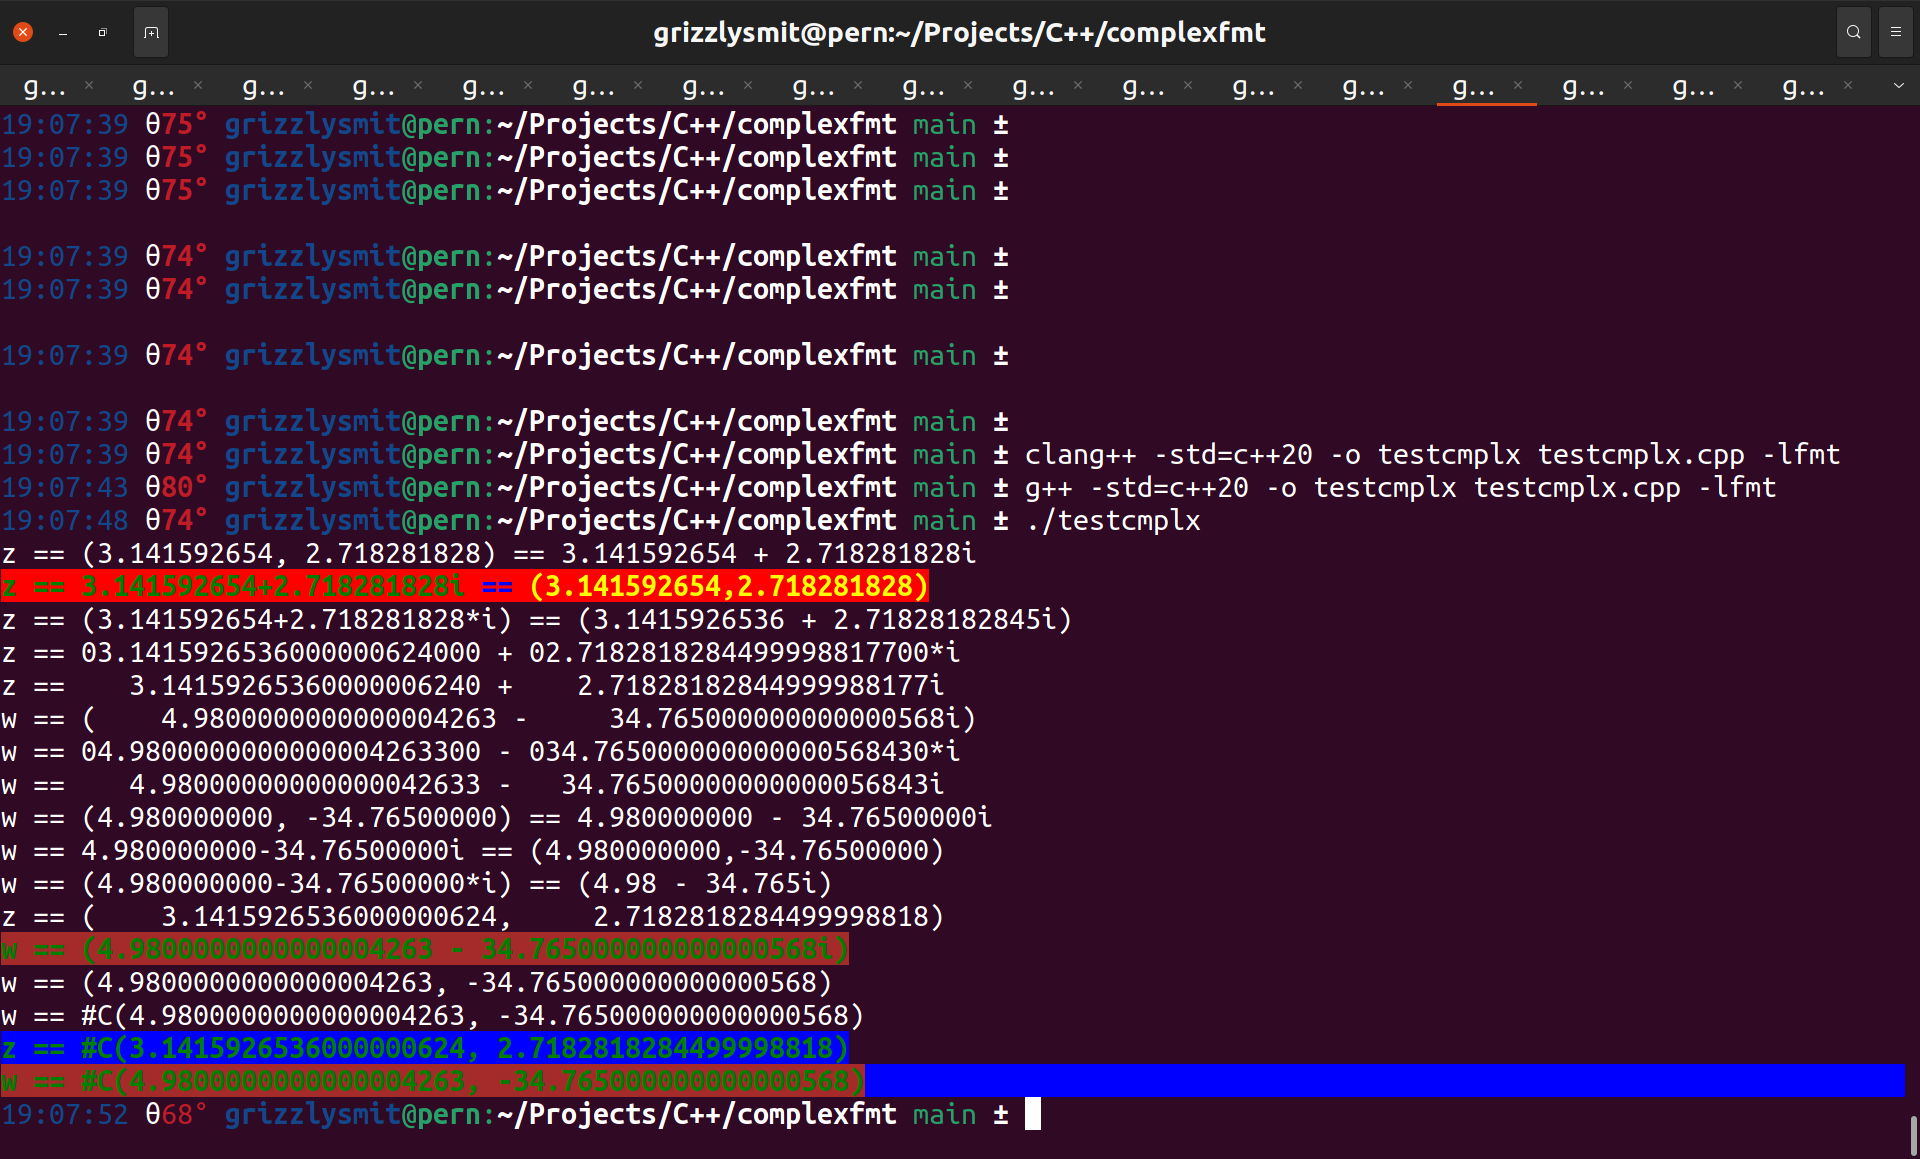 grizzlysmit@pern:~/Projects/C++/complexfmt
g... × g... × g... × g... × g... × g... × g... × g... × g... × g... × g... × g... × g... × g... × g... × g... × g... ×
19:07:39 θ75° grizzlysmit@pern:~/Projects/C++/complexfmt main ±
19:07:39 θ75° grizzlysmit@pern:~/Projects/C++/complexfmt main ±
19:07:39 θ75° grizzlysmit@pern:~/Projects/C++/complexfmt main ±
19:07:39 θ74° grizzlysmit@pern:~/Projects/C++/complexfmt main ±
19:07:39 θ74° grizzlysmit@pern:~/Projects/C++/complexfmt main ±
19:07:39 θ74° grizzlysmit@pern:~/Projects/C++/complexfmt main ±
19:07:39 θ74° grizzlysmit@pern:~/Projects/C++/complexfmt main ±
19:07:39 θ74° grizzlysmit@pern:~/Projects/C++/complexfmt main ± clang++ -std=c++20 -o testcmplx testcmplx.cpp -lfmt
19:07:43 θ80° grizzlysmit@pern:~/Projects/C++/complexfmt main ± g++ -std=c++20 -o testcmplx testcmplx.cpp -lfmt
19:07:48 θ74° grizzlysmit@pern:~/Projects/C++/complexfmt main ± ./testcmplx
z == (3.141592654, 2.718281828) == 3.141592654 + 2.718281828i
z == 3.141592654+2.718281828i == (3.141592654,2.718281828)
z == (3.141592654+2.718281828*i) == (3.1415926536 + 2.71828182845i)
z == 03.1415926536000000624000 + 02.7182818284499998817700*i
z ==    3.14159265360000006240 +    2.71828182844999988177i
w == (    4.9800000000000004263 -     34.765000000000000568i)
w == 04.9800000000000004263300 - 034.765000000000000568430*i
w ==    4.98000000000000042633 -   34.76500000000000056843i
w == (4.980000000, -34.76500000) == 4.980000000 - 34.76500000i
w == 4.980000000-34.76500000i == (4.980000000,-34.76500000)
w == (4.980000000-34.76500000*i) == (4.98 - 34.765i)
z == (    3.1415926536000000624,     2.7182818284499998818)
w == (4.9800000000000004263 - 34.765000000000000568i)
w == (4.9800000000000004263, -34.765000000000000568)
w == #C(4.9800000000000004263, -34.765000000000000568)
z == #C(3.1415926536000000624, 2.7182818284499998818)
w == #C(4.9800000000000004263, -34.765000000000000568)
19:07:52 θ68° grizzlysmit@pern:~/Projects/C++/complexfmt main ±